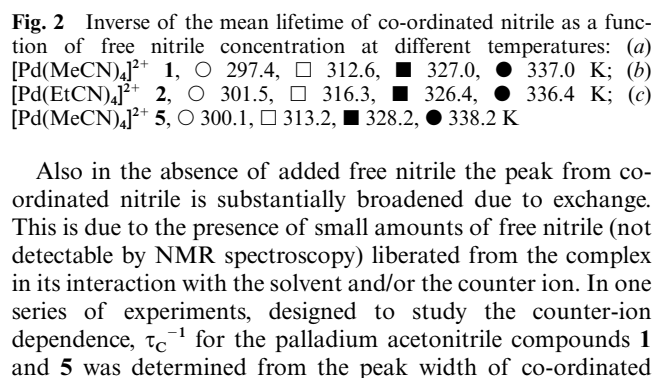 Fig. 2 Inverse of the mean lifetime of co-ordinated nitrile as a func-
tion of free nitrile concentration at different temperatures: (a)
[Pd(MeCN)₄]²⁺ 1, ○ 297.4, □ 312.6, ■ 327.0, ● 337.0 K; (b)
[Pd(EtCN)₄]²⁺ 2, ○ 301.5, □ 316.3, ■ 326.4, ● 336.4 K; (c)
[Pd(MeCN)₄]²⁺ 5, ○ 300.1, □ 313.2, ■ 328.2, ● 338.2 K
Also in the absence of added free nitrile the peak from co-
ordinated nitrile is substantially broadened due to exchange.
This is due to the presence of small amounts of free nitrile (not
detectable by NMR spectroscopy) liberated from the complex
in its interaction with the solvent and/or the counter ion. In one
series of experiments, designed to study the counter-ion
dependence, τ_C⁻¹ for the palladium acetonitrile compounds 1
and 5 was determined from the peak width of co-ordinated